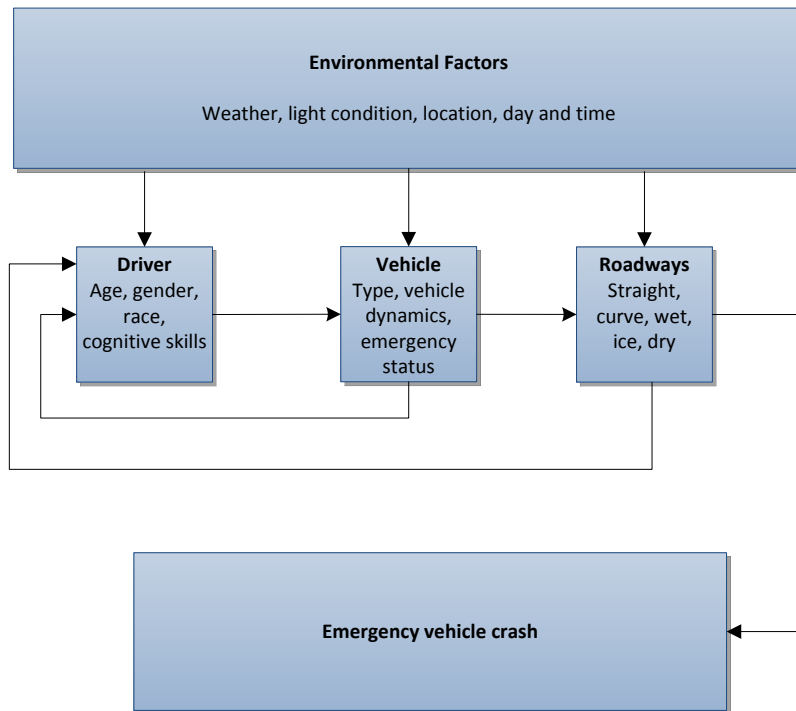 Environmental Factors
Weather, light condition, location, day and time
Driver
Age, gender,
race,
cognitive skills
Vehicle
Type, vehicle
dynamics,
emergency
status
Roadways
Straight,
curve, wet,
ice, dry
Emergency vehicle crash